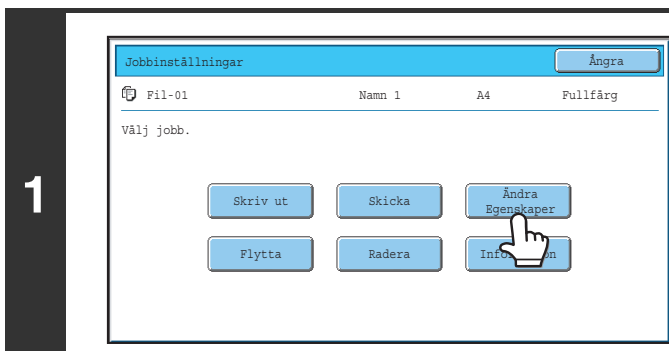 1
Jobbinställningar Ångra
Fil-01 Namn 1 A4 Fullfärg
Välj jobb.
Skriv ut Skicka Ändra
Egenskaper
Flytta Radera